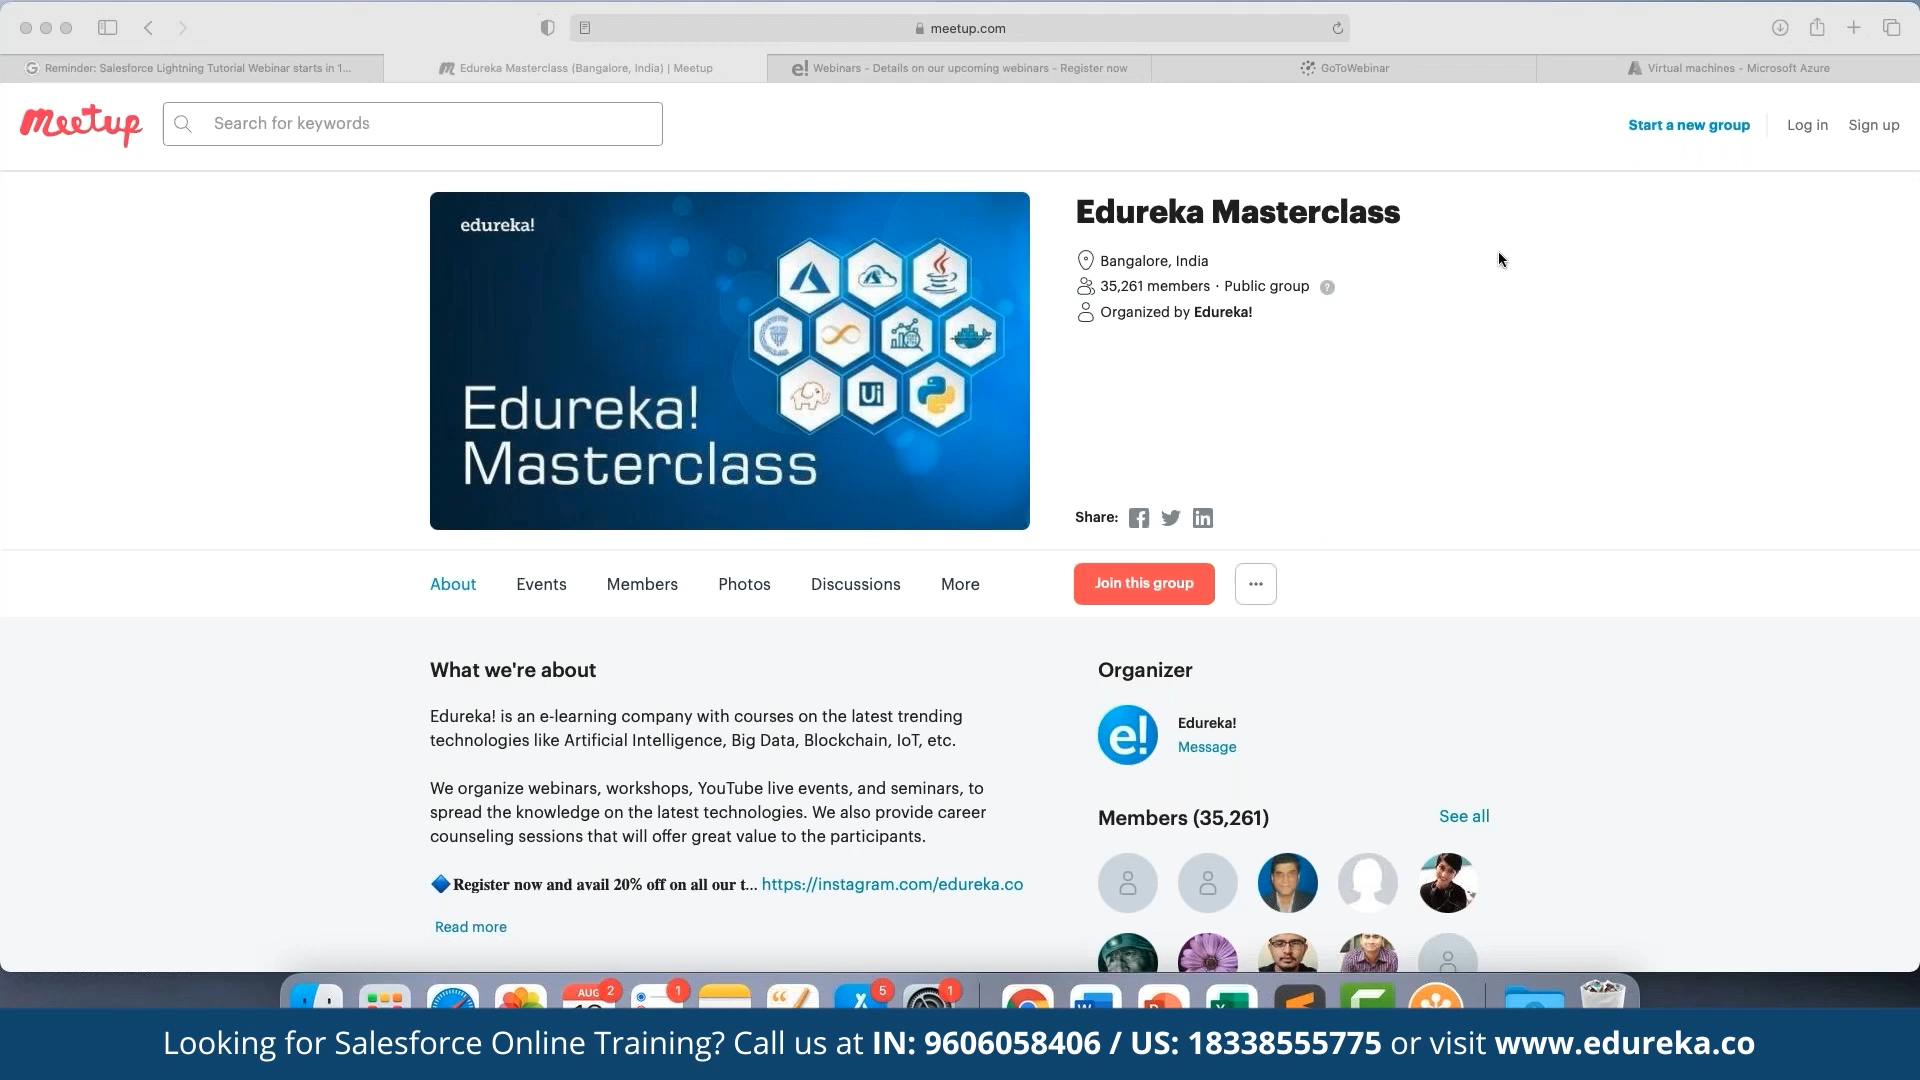 meetup.com
Reminder: Salesforce Lightning Tutorial Webinar starts in 1...
Edureka Masterclass (Bangalore, India) | Meetup
e! Webinars - Details on our upcoming webinars - Register now
GoToWebinar
Virtual machines - Microsoft Azure
meetup
Search for keywords
Start a new group
Log in
Sign up
edureka!
Ui
Edureka!
Masterclass
Edureka Masterclass
Bangalore, India
35,261 members · Public group ?
Organized by Edureka!
Share:
About
Events
Members
Photos
Discussions
More
Join this group
What we're about
Edureka! is an e-learning company with courses on the latest trending
technologies like Artificial Intelligence, Big Data, Blockchain, IoT, etc.
We organize webinars, workshops, YouTube live events, and seminars, to
spread the knowledge on the latest technologies. We also provide career
counseling sessions that will offer great value to the participants.
🔷Register now and avail 20% off on all our t... https://instagram.com/edureka.co
Read more
Organizer
e!
Edureka!
Message
Members (35,261)
See all
AUG 2
1
5
1
Looking for Salesforce Online Training? Call us at IN: 9606058406 / US: 18338555775 or visit www.edureka.co